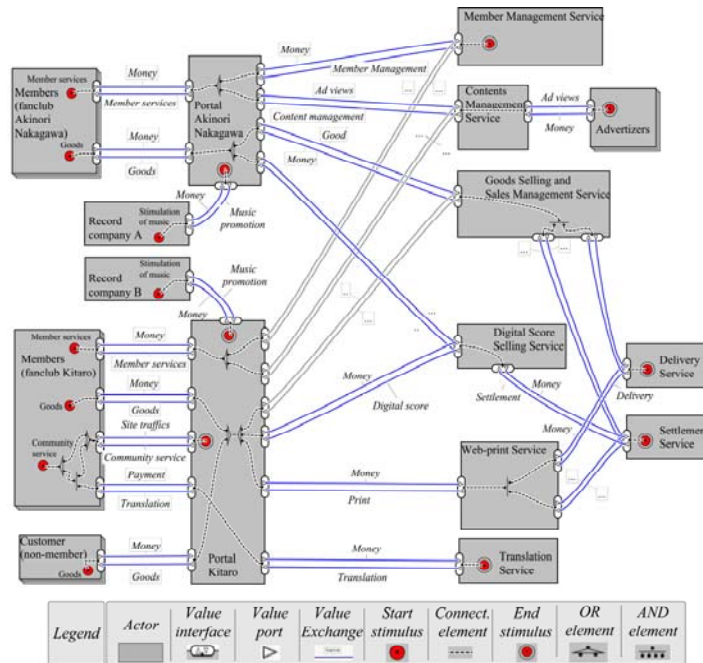 Member Management Service
Money
Member Management
Member services
Members
(fanclub
Akinori
Nakagawa)
Money
Member services
Portal
Akinori
Nakagawa
Ad views
Contents
Management
Service
Ad views
Money
Advertizers
Content management
Good
Money
Goods
Money
Goods
...
...
...
...
...
...
Goods Selling and
Sales Management Service
Money
Music
promotion
Stimulation
of music
Record
company A
Stimulation
of music
Record
company B
Music
promotion
Money
...
...
...
...
...
Digital Score
Selling Service
Member services
Members
(fanclub Kitaro)
Money
Member services
Money
Goods
Goods
Site traffics
Community
service
Community service
Payment
Translation
Money
Digital score
Settlement
Money
Delivery
Service
Delivery
Money
Settlement
Service
Web-print Service
Money
Print
...
...
Customer
(non-member)
Goods
Money
Goods
Portal
Kitaro
Money
Translation
Translation
Service
Legend
Actor
Value
interface
Value
port
Value
Exchange
Start
stimulus
Connect.
element
End
stimulus
OR
element
AND
element